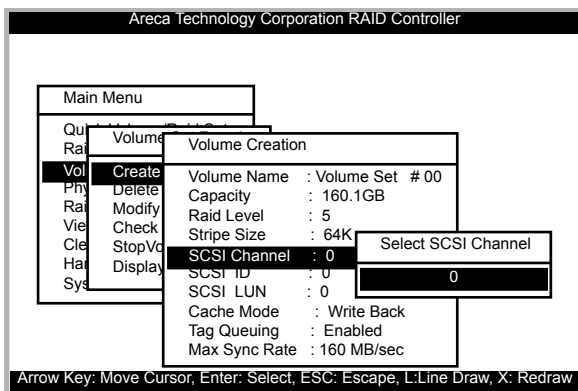 Areca Technology Corporation RAID Controller
Main Menu
Volume
Volume Creation
Create
Delete
Modify
Check
Display
Volume Name : Volume Set # 00
Capacity : 160.1GB
Raid Level : 5
Stripe Size : 64K
SCSI Channel : 0
SCSI ID : 0
SCSI LUN : 0
Cache Mode : Write Back
Tag Queuing : Enabled
Max Sync Rate : 160 MB/sec
Select SCSI Channel
0
Arrow Key: Move Cursor, Enter: Select, ESC: Escape, L:Line Draw, X: Redraw